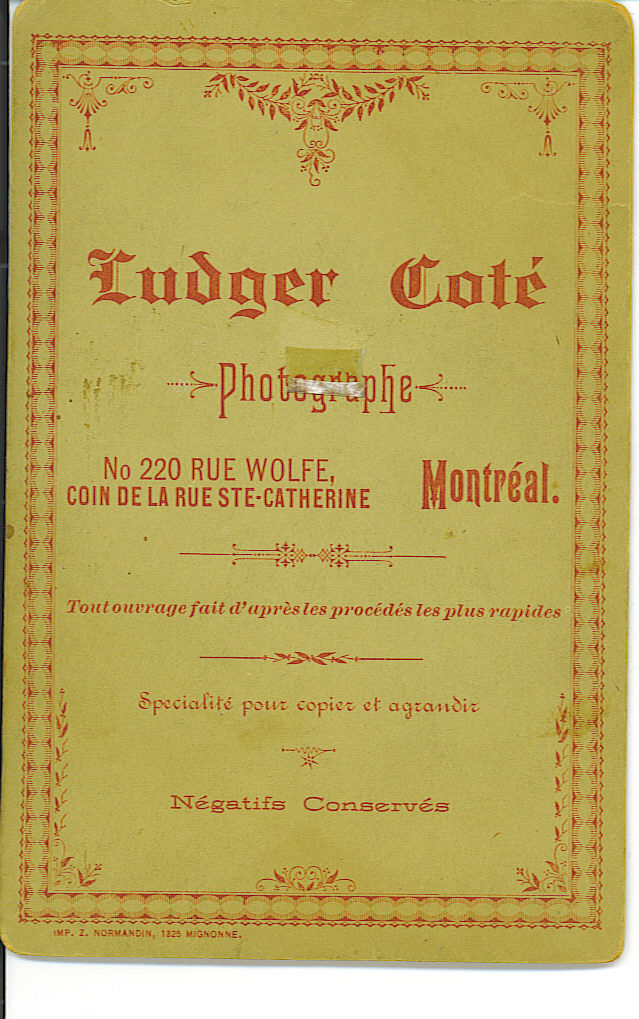 Ludger Coté
Photographe
No 220 RUE WOLFE,
COIN DE LA RUE STE-CATHERINE
Montréal.
Tout ouvrage fait d'après les procédés les plus rapides
Specialité pour copier et agrandir
Négatifs Conservés
IMP. Z. NORMANDIN, 1825 MIGNONNE.